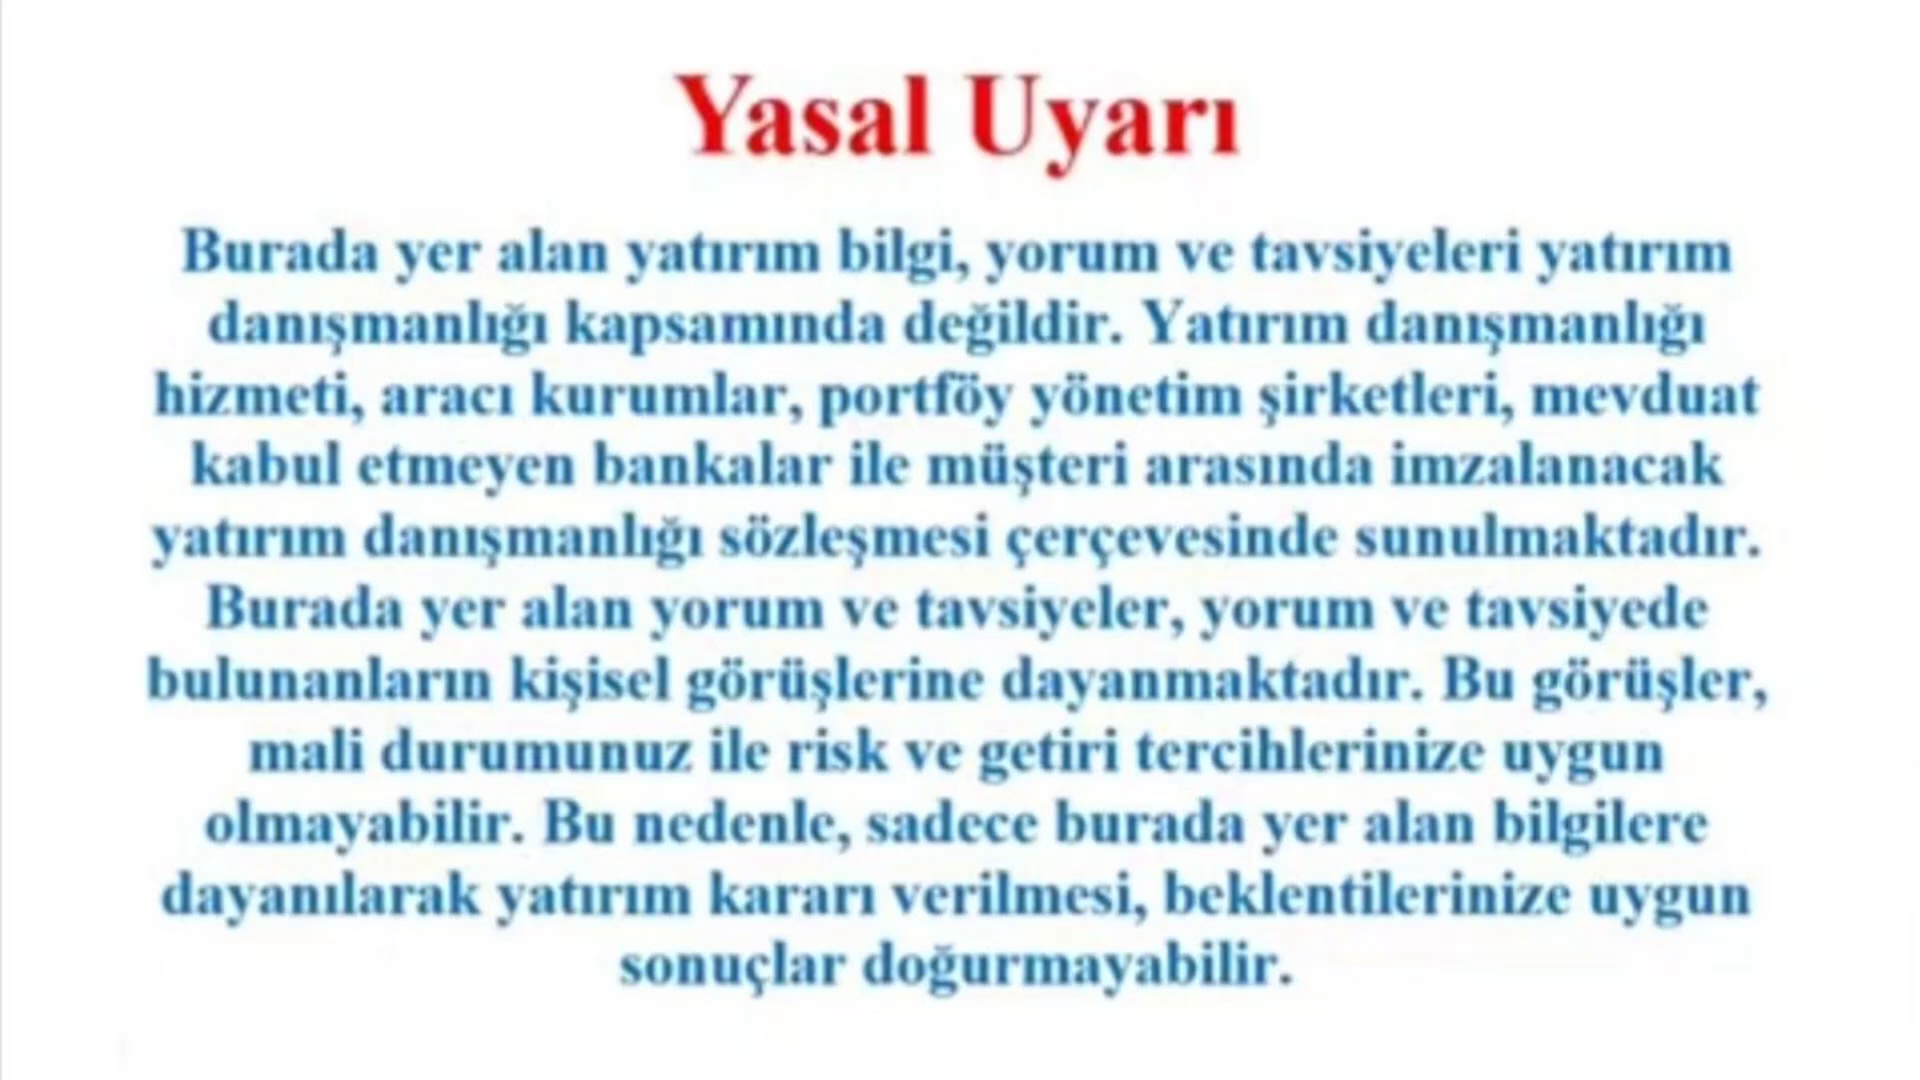 Yasal Uyarı
Burada yer alan yatırım bilgi, yorum ve tavsiyeleri yatırım
danışmanlığı kapsamında değildir. Yatırım danışmanlığı
hizmeti, aracı kurumlar, portföy yönetim şirketleri, mevduat
kabul etmeyen bankalar ile müşteri arasında imzalanacak
yatırım danışmanlığı sözleşmesi çerçevesinde sunulmaktadır.
Burada yer alan yorum ve tavsiyeler, yorum ve tavsiyede
bulunanların kişisel görüşlerine dayanmaktadır. Bu görüşler,
mali durumunuz ile risk ve getiri tercihlerinize uygun
olmayabilir. Bu nedenle, sadece burada yer alan bilgilere
dayanılarak yatırım kararı verilmesi, beklentilerinize uygun
sonuçlar doğurmayabilir.